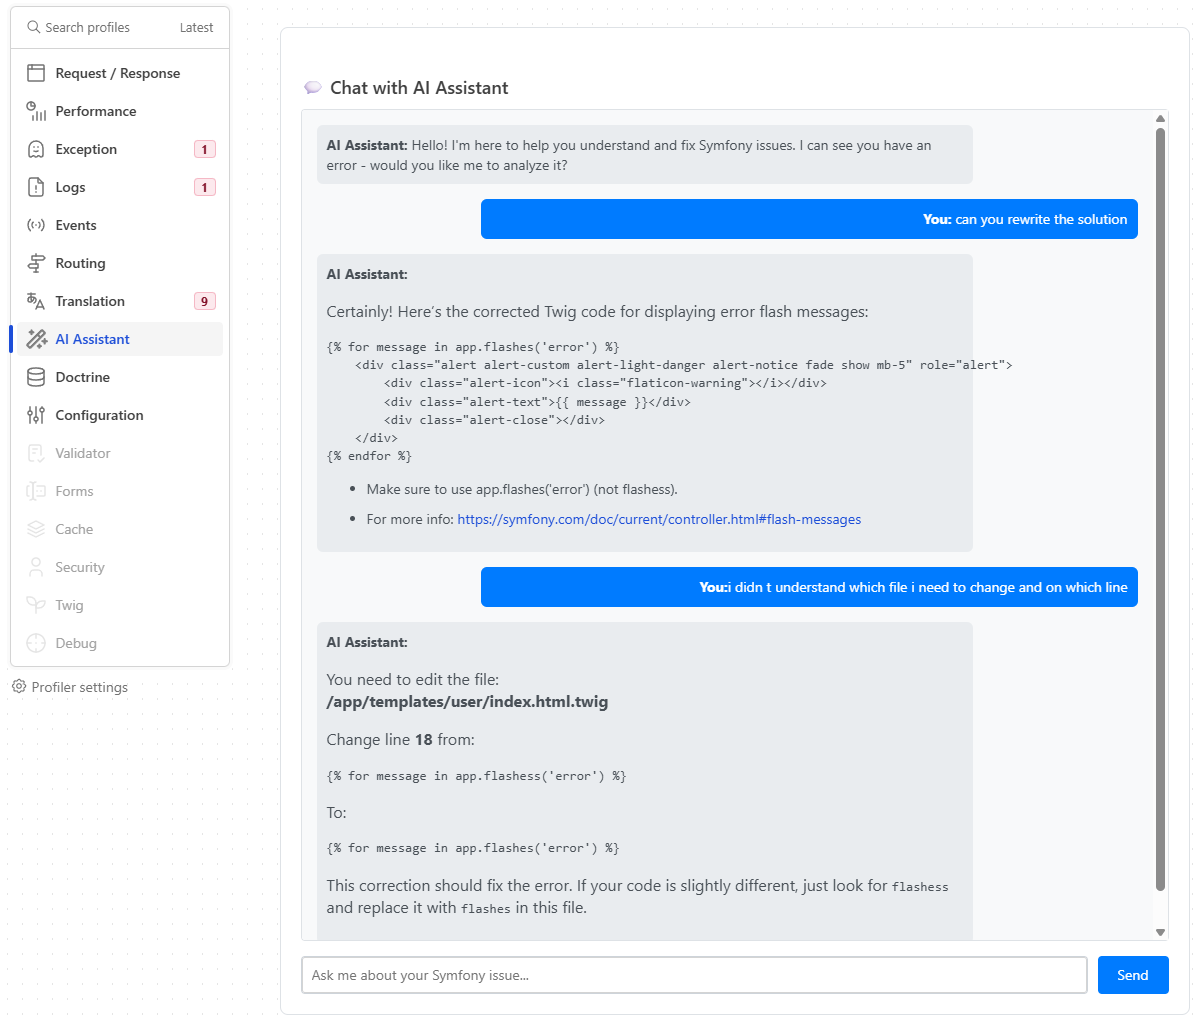 Search profiles
Latest
Request / Response
Performance
Exception
1
Logs
1
Events
Routing
Translation
9
AI Assistant
Doctrine
Configuration
Validator
Forms
Cache
Security
Twig
Debug
Profiler settings
Chat with AI Assistant
AI Assistant: Hello! I'm here to help you understand and fix Symfony issues. I can see you have an
error - would you like me to analyze it?
You: can you rewrite the solution
AI Assistant:
Certainly! Here’s the corrected Twig code for displaying error flash messages:
{% for message in app.flashes('error') %}
    <div class="alert alert-custom alert-light-danger alert-notice fade show mb-5" role="alert">
        <div class="alert-icon"><i class="flaticon-warning"></i></div>
        <div class="alert-text">{{ message }}</div>
        <div class="alert-close"></div>
    </div>
{% endfor %}
• Make sure to use app.flashes('error') (not flashess).
• For more info: https://symfony.com/doc/current/controller.html#flash-messages
You:i didn t understand which file i need to change and on which line
AI Assistant:
You need to edit the file:
/app/templates/user/index.html.twig
Change line 18 from:
{% for message in app.flashess('error') %}
To:
{% for message in app.flashes('error') %}
This correction should fix the error. If your code is slightly different, just look for flashess
and replace it with flashes in this file.
Ask me about your Symfony issue...
Send